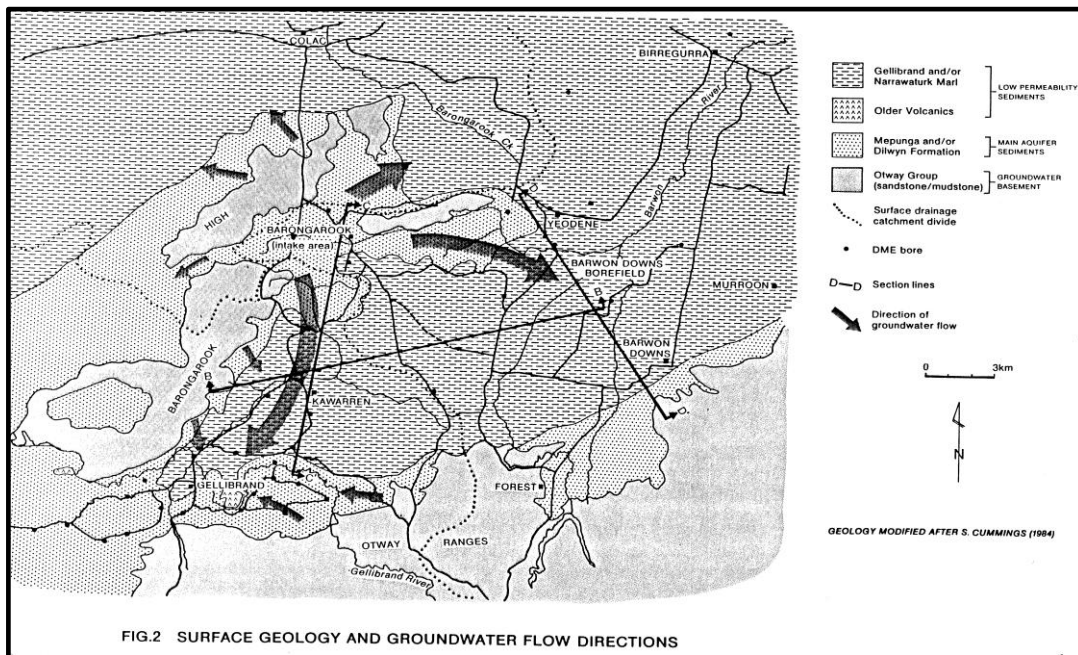 COLAC
BIRREGURRA
Barongarook Ck
Barwon River
HIGH
BARONGAROOK
(intake area)
D
YEODENE
BARWON DOWNS
BOREFIELD
B'
MURROON
BARWON
DOWNS
BARONGAROOK
B
KAWARREN
D'
GELLIBRAND
FOREST
OTWAY RANGES
Gellibrand River
Gellibrand and/or
Narrawaturk Marl
Older Volcanics
LOW PERMEABILITY
SEDIMENTS
Mepunga and/or
Dilwyn Formation
MAIN AQUIFER
SEDIMENTS
Otway Group
(sandstone/mudstone)
GROUNDWATER
BASEMENT
Surface drainage
catchment divide
DME bore
D—D Section lines
Direction of
groundwater flow
0 3km
N
GEOLOGY MODIFIED AFTER S. CUMMINGS (1984)
FIG.2 SURFACE GEOLOGY AND GROUNDWATER FLOW DIRECTIONS